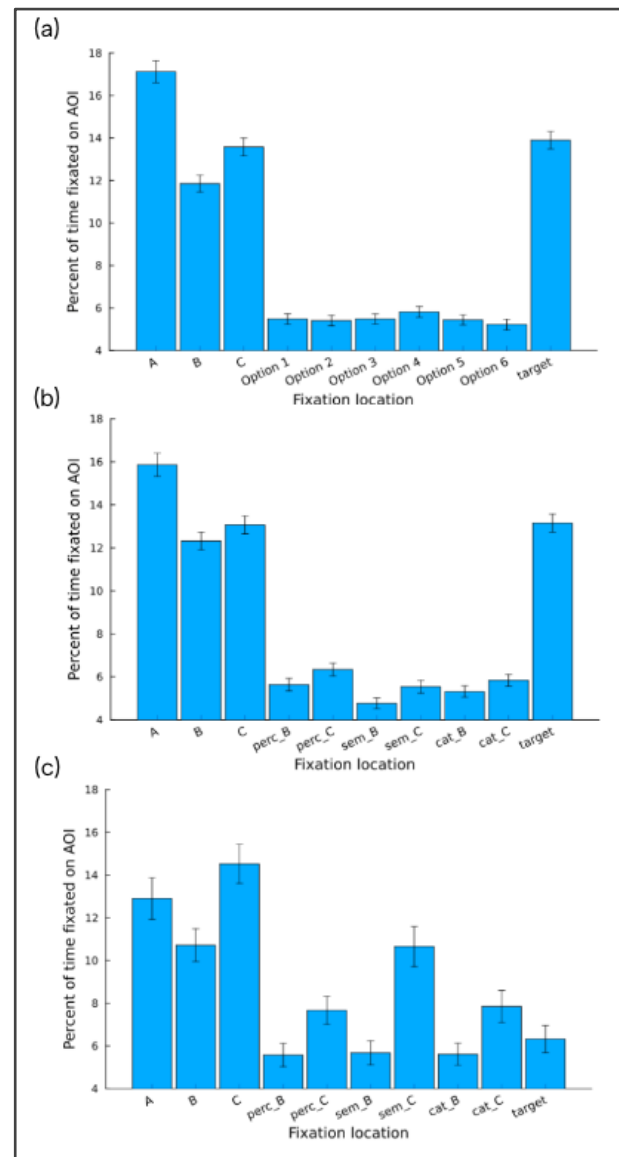 (a)
18
16
14
12
10
8
6
4
Percent of time fixated on AOI
A B C Option 1 Option 2 Option 3 Option 4 Option 5 Option 6 target
Fixation location
(b)
18
16
14
12
10
8
6
4
Percent of time fixated on AOI
A B C perc_B perc_C sem_B sem_C cat_B cat_C target
Fixation location
(c)
18
16
14
12
10
8
6
4
Percent of time fixated on AOI
A B C perc_B perc_C sem_B sem_C cat_B cat_C target
Fixation location